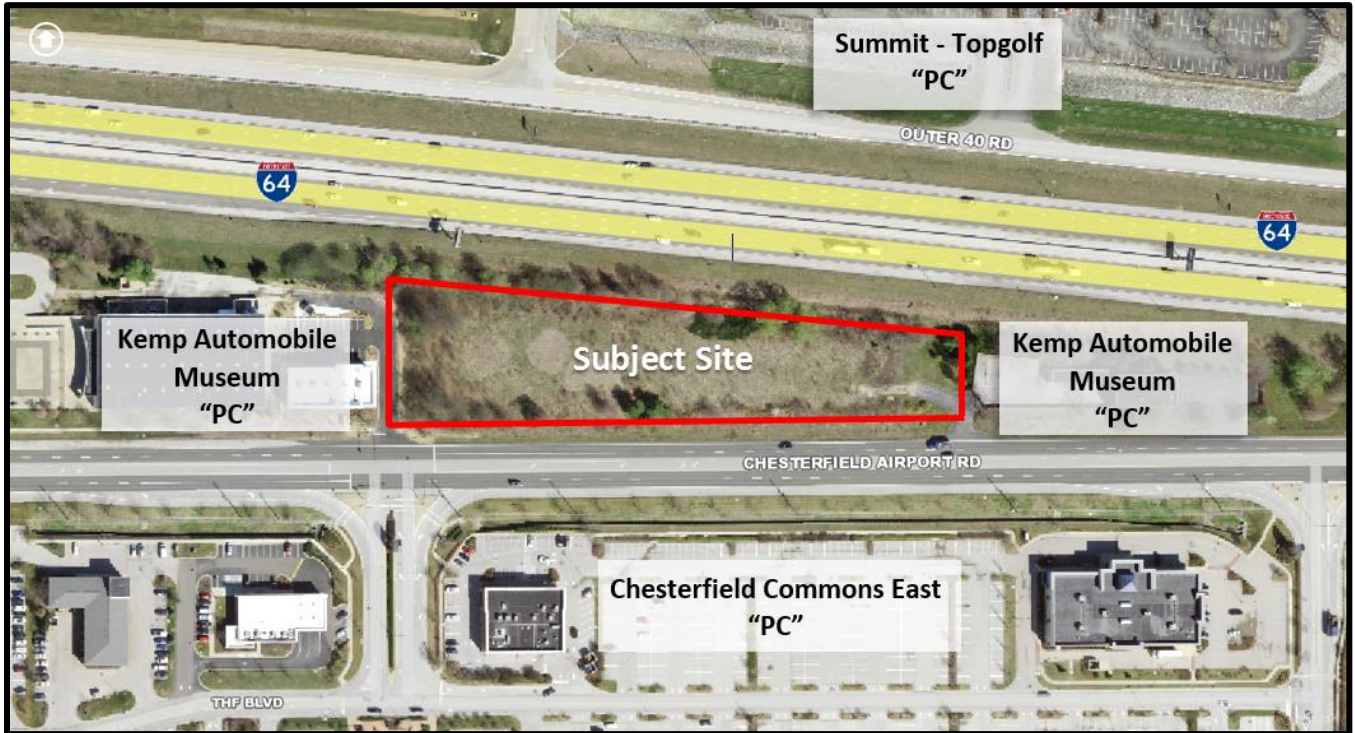 Summit - Topgolf
“PC”
OUTER 40 RD
64
64
Kemp Automobile
Museum
“PC”
Subject Site
Kemp Automobile
Museum
“PC”
CHESTERFIELD AIRPORT RD
Chesterfield Commons East
“PC”
THF BLVD